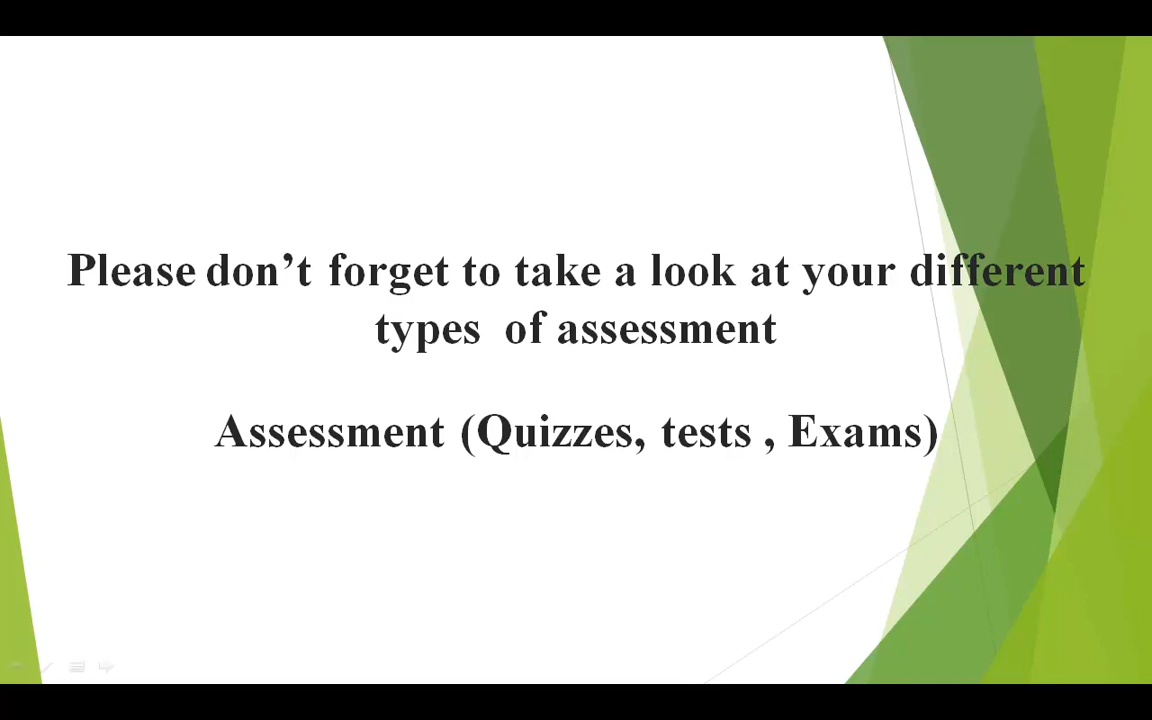 Please don’t forget to take a look at your different
types  of assessment
Assessment (Quizzes, tests , Exams)